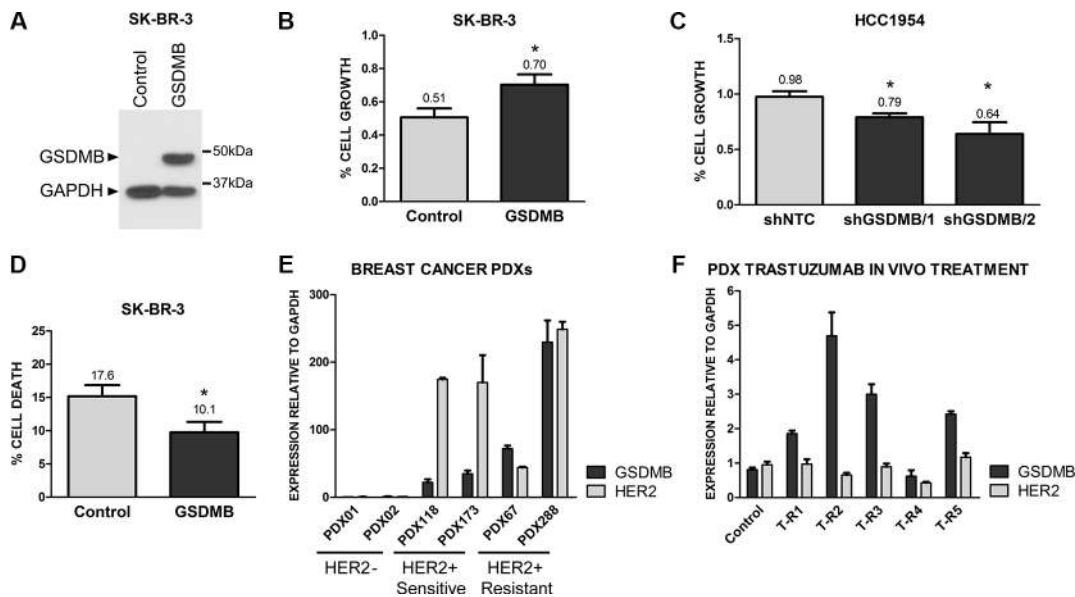 A
SK-BR-3
Control
GSDMB
GSDMB
GAPDH
50kDa
37kDa
B
SK-BR-3
% CELL GROWTH
1.0
0.8
0.6
0.4
0.2
0.0
0.51
*
0.70
Control
GSDMB
C
HCC1954
% CELL GROWTH
1.5
1.0
0.5
0.0
0.98
*
0.79
*
0.64
shNTC
shGSDMB/1
shGSDMB/2
D
SK-BR-3
% CELL DEATH
25
20
15
10
5
0
17.6
*
10.1
Control
GSDMB
E
BREAST CANCER PDXs
EXPRESSION RELATIVE TO GAPDH
300
200
100
0
PDX01
PDX02
PDX118
PDX173
PDX67
PDX288
HER2-
HER2+
Sensitive
HER2+
Resistant
GSDMB
HER2
F
PDX TRASTUZUMAB IN VIVO TREATMENT
EXPRESSION RELATIVE TO GAPDH
6
5
4
3
2
1
0
Control
T-R1
T-R2
T-R3
T-R4
T-R5
GSDMB
HER2